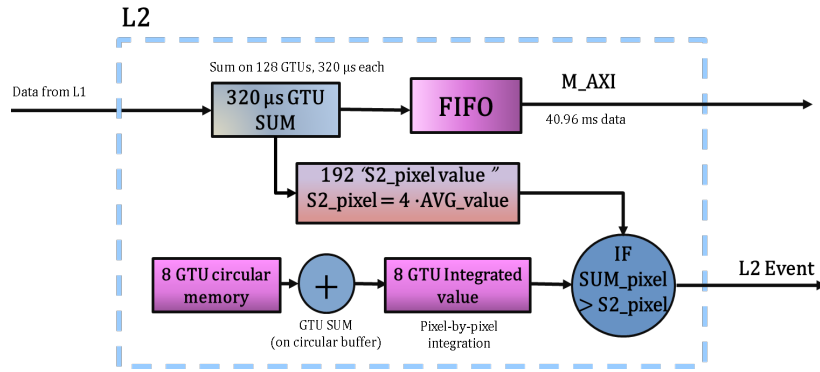 L2
Sum on 128 GTUs, 320 µs each
Data from L1
320 µs GTU
SUM
FIFO
M_AXI
40.96 ms data
192 "S2_pixel value "
S2_pixel = 4 ·AVG_value
8 GTU circular
memory
+
GTU SUM
(on circular buffer)
8 GTU Integrated
value
Pixel-by-pixel
integration
IF
SUM_pixel
> S2_pixel
L2 Event